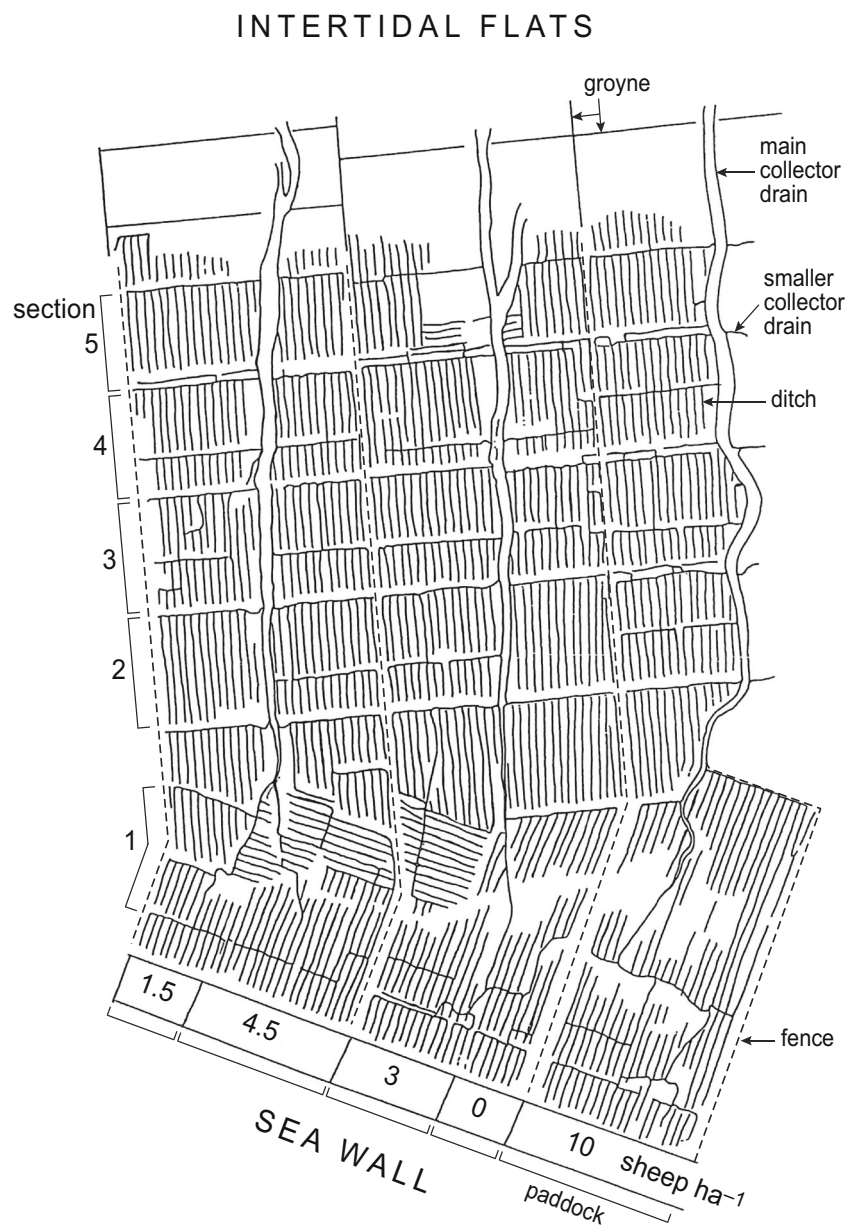 INTERTIDAL FLATS
groyne
main
collector
drain
smaller
collector
drain
section
5
ditch
4
3
2
1
fence
1.5
4.5
3
0
10
sheep ha⁻¹
SEA WALL
paddock